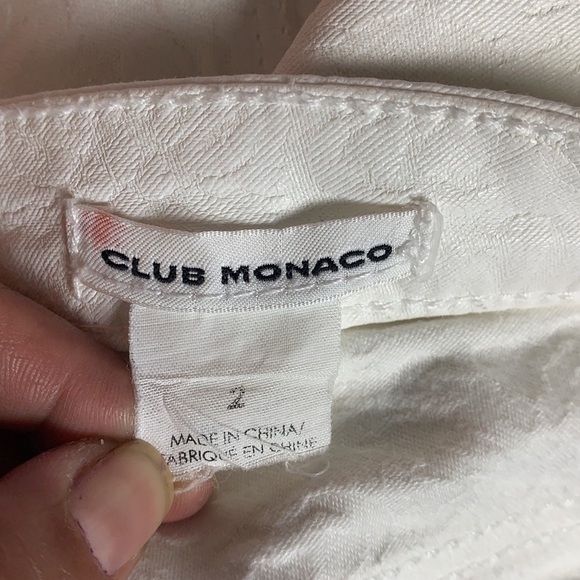 CLUB MONACO
2
MADE IN CHINA/
FABRIQUE EN CHINE